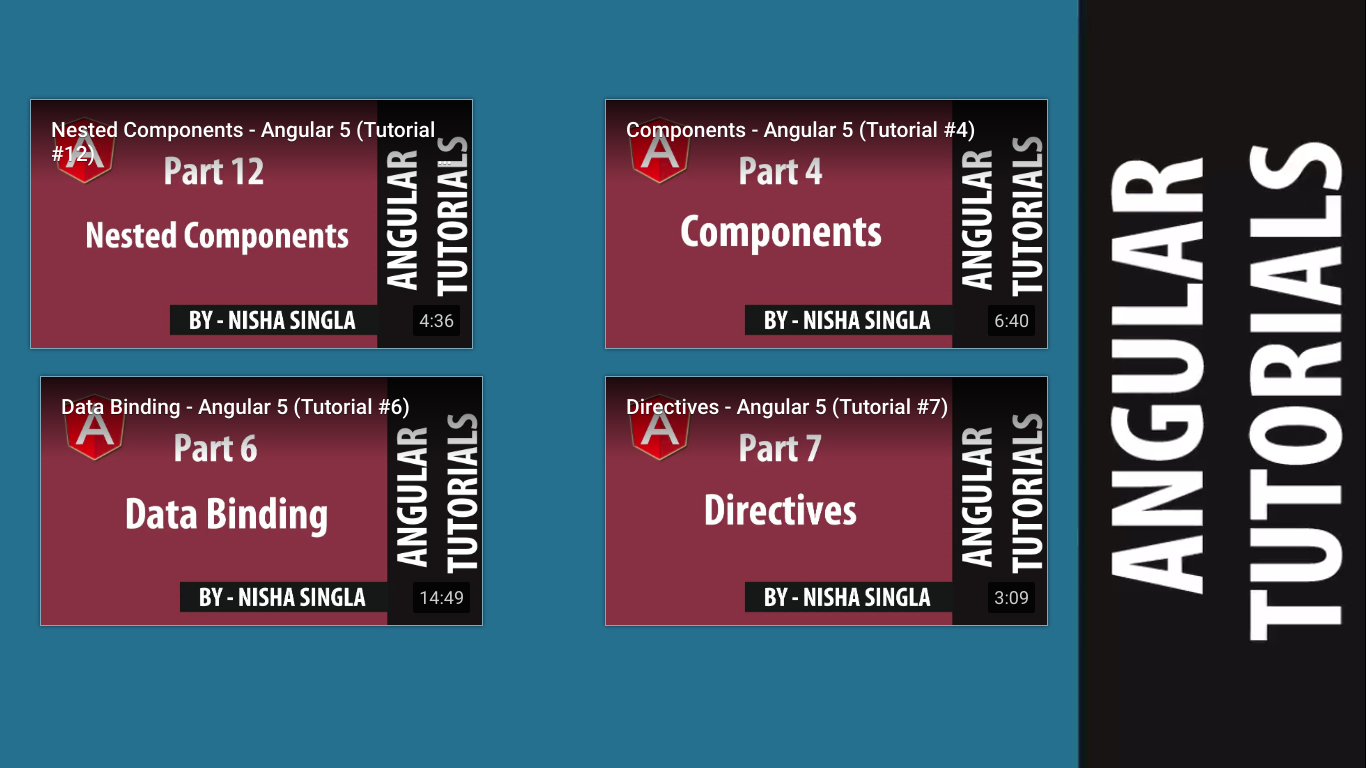 Nested Components - Angular 5 (Tutorial
#12)
Part 12
Nested Components
BY - NISHA SINGLA
4:36
ANGULAR
TUTORIALS
Components - Angular 5 (Tutorial #4)
Part 4
Components
BY - NISHA SINGLA
6:40
ANGULAR
TUTORIALS
Data Binding - Angular 5 (Tutorial #6)
Part 6
Data Binding
BY - NISHA SINGLA
14:49
ANGULAR
TUTORIALS
Directives - Angular 5 (Tutorial #7)
Part 7
Directives
BY - NISHA SINGLA
3:09
ANGULAR
TUTORIALS
ANGULAR
TUTORIALS